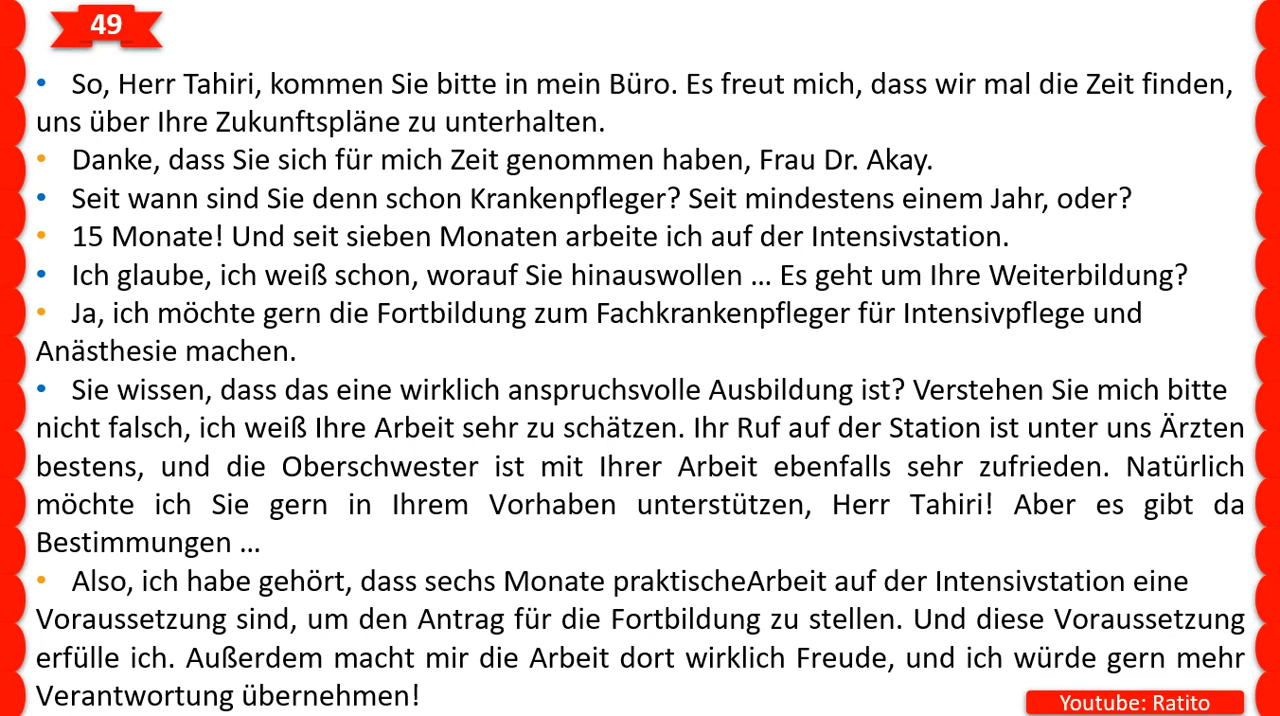 49
• So, Herr Tahiri, kommen Sie bitte in mein Büro. Es freut mich, dass wir mal die Zeit finden,
uns über Ihre Zukunftspläne zu unterhalten.
• Danke, dass Sie sich für mich Zeit genommen haben, Frau Dr. Akay.
• Seit wann sind Sie denn schon Krankenpfleger? Seit mindestens einem Jahr, oder?
• 15 Monate! Und seit sieben Monaten arbeite ich auf der Intensivstation.
• Ich glaube, ich weiß schon, worauf Sie hinauswollen … Es geht um Ihre Weiterbildung?
• Ja, ich möchte gern die Fortbildung zum Fachkrankenpfleger für Intensivpflege und
Anästhesie machen.
• Sie wissen, dass das eine wirklich anspruchsvolle Ausbildung ist? Verstehen Sie mich bitte
nicht falsch, ich weiß Ihre Arbeit sehr zu schätzen. Ihr Ruf auf der Station ist unter uns Ärzten
bestens, und die Oberschwester ist mit Ihrer Arbeit ebenfalls sehr zufrieden. Natürlich
möchte ich Sie gern in Ihrem Vorhaben unterstützen, Herr Tahiri! Aber es gibt da
Bestimmungen …
• Also, ich habe gehört, dass sechs Monate praktischeArbeit auf der Intensivstation eine
Voraussetzung sind, um den Antrag für die Fortbildung zu stellen. Und diese Voraussetzung
erfülle ich. Außerdem macht mir die Arbeit dort wirklich Freude, und ich würde gern mehr
Verantwortung übernehmen!
Youtube: Ratito